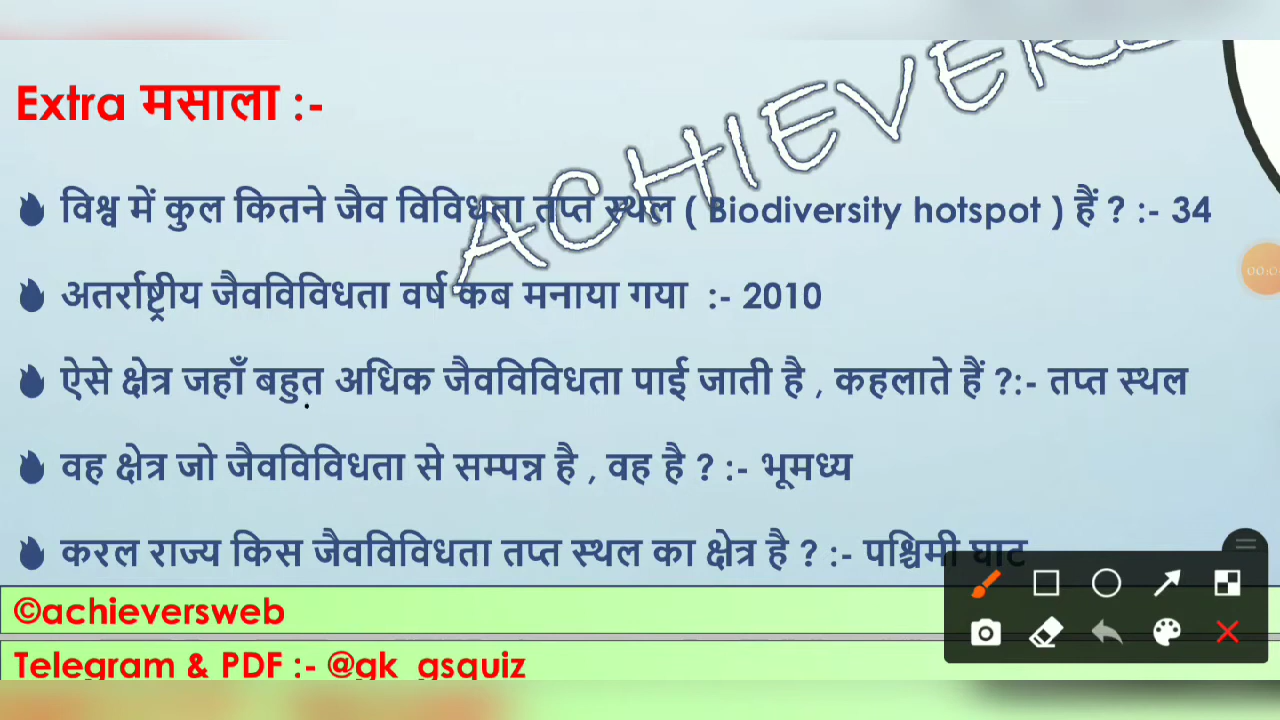 ACHIEVERS
Extra मसाला :-
विश्व में कुल कितने जैव विविधता तप्त स्थल ( Biodiversity hotspot ) हैं ? :- 34
अतर्राष्ट्रीय जैवविविधता वर्ष कब मनाया गया :- 2010
ऐसे क्षेत्र जहाँ बहुत अधिक जैवविविधता पाई जाती है , कहलाते हैं ?:- तप्त स्थल
वह क्षेत्र जो जैवविविधता से सम्पन्न है , वह है ? :- भूमध्य
करल राज्य किस जैवविविधता तप्त स्थल का क्षेत्र है ? :- पश्चिमी घाट
©achieversweb
Telegram & PDF :- @gk_gsquiz